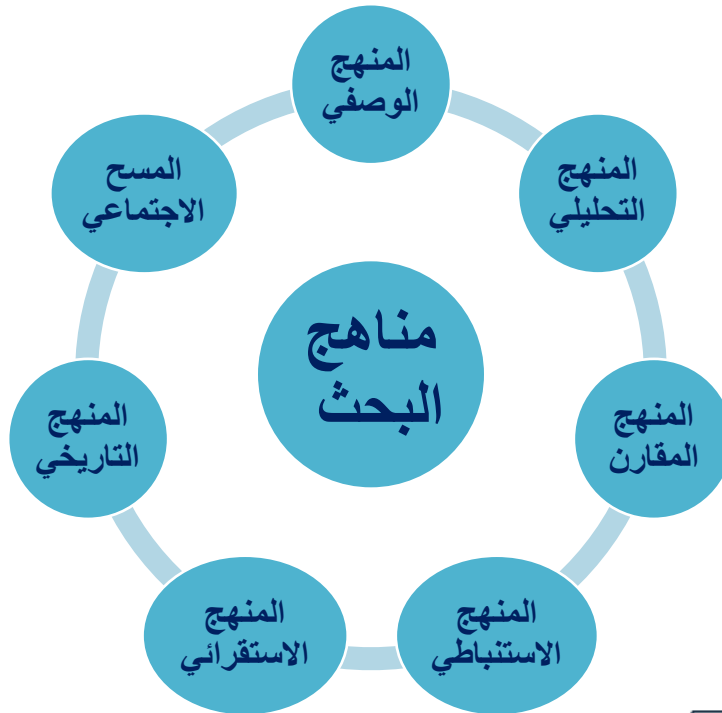 المنهج
الوصفي
المنهج
التحليلي
المنهج
المقارن
المنهج
الاستنباطي
المنهج
الاستقرائي
المنهج
التاريخي
المسح
الاجتماعي
مناهج
البحث